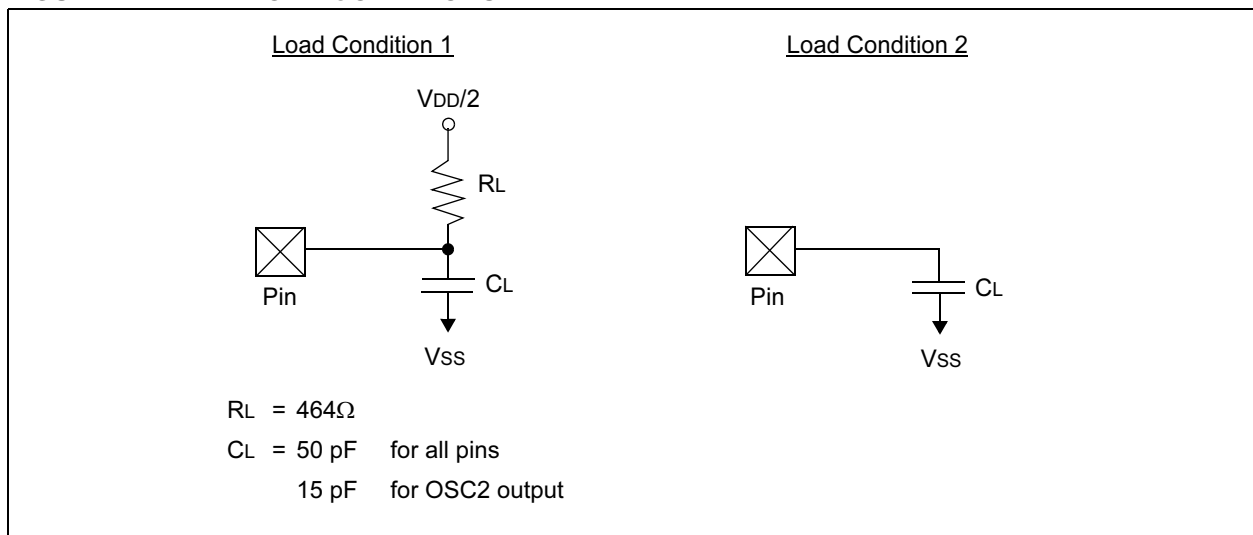 Load Condition 1
Load Condition 2
VDD/2
RL
CL
Pin
VSS
CL
Pin
VSS
RL = 464Ω
CL = 50 pF for all pins
15 pF for OSC2 output